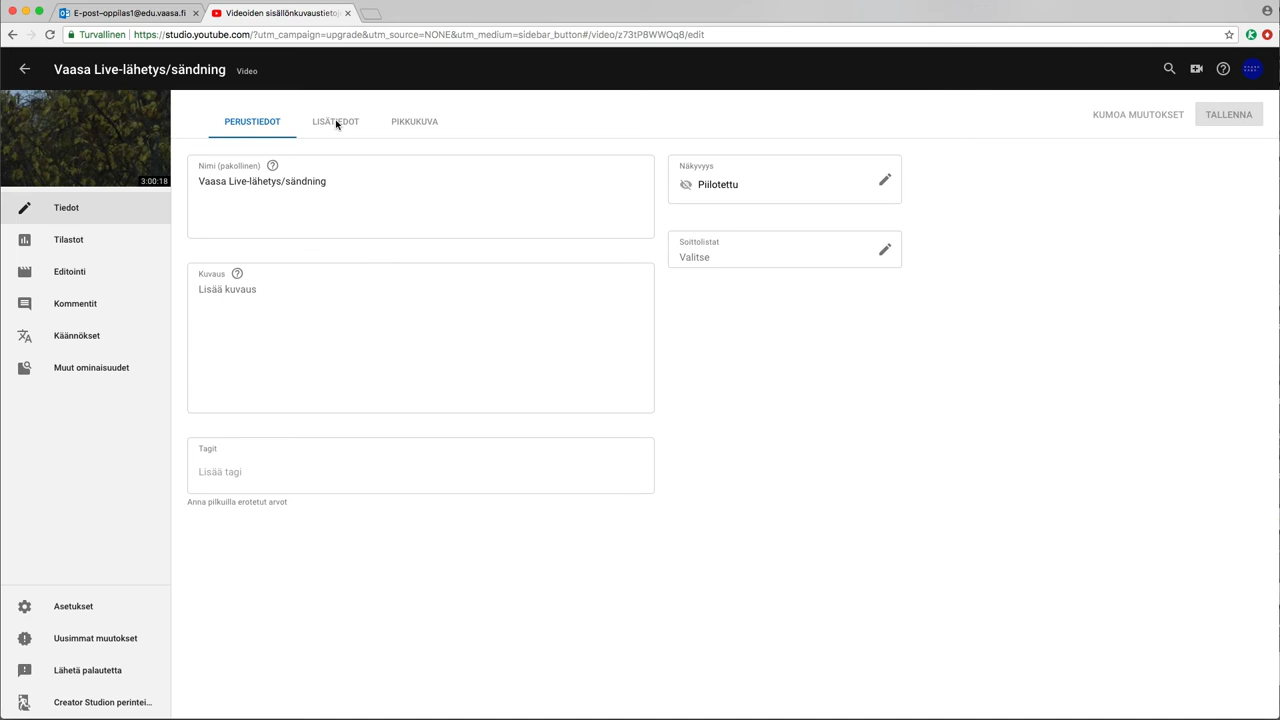 E-post–oppilas1@edu.vaasa.fi
Videoiden sisällönkuvaustieto
Turvallinen
https://studio.youtube.com/?utm_campaign=upgrade&utm_source=NONE&utm_medium=sidebar_button#/video/z73tP8WWOq8/edit
Vaasa Live-lähetys/sändning Video
3:00:18
PERUSTIEDOT LISÄTIEDOT PIKKUKUVA
KUMOA MUUTOKSET TALLENNA
Tiedot
Tilastot
Editointi
Kommentit
Käännökset
Muut ominaisuudet
Nimi (pakollinen)
Vaasa Live-lähetys/sändning
Kuvaus
Lisää kuvaus
Tagit
Lisää tagi
Anna pilkuilla erotetut arvot
Näkyvyys
Piilotettu
Soittolistat
Valitse
Asetukset
Uusimmat muutokset
Lähetä palautetta
Creator Studion perintei...